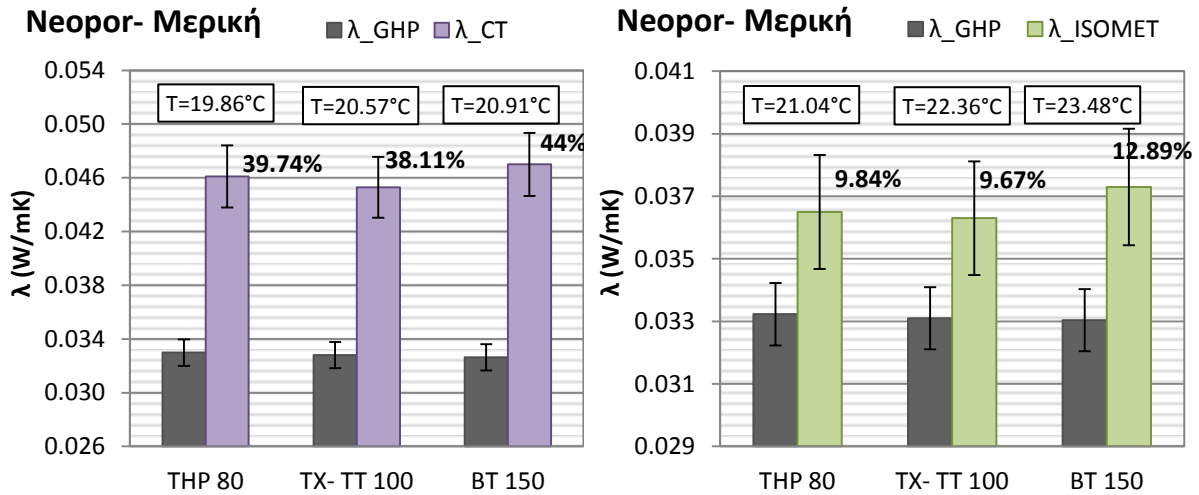 Neopor- Μερική
λ_GHP λ_CT
λ (W/mK)
0.054
0.050
0.046
0.042
0.038
0.034
0.030
0.026
T=19.86°C T=20.57°C T=20.91°C
39.74% 38.11% 44%
THP 80 TX- TT 100 BT 150
Neopor- Μερική
λ_GHP λ_ISOMET
λ (W/mK)
0.041
0.039
0.037
0.035
0.033
0.031
0.029
T=21.04°C T=22.36°C T=23.48°C
9.84% 9.67% 12.89%
THP 80 TX- TT 100 BT 150